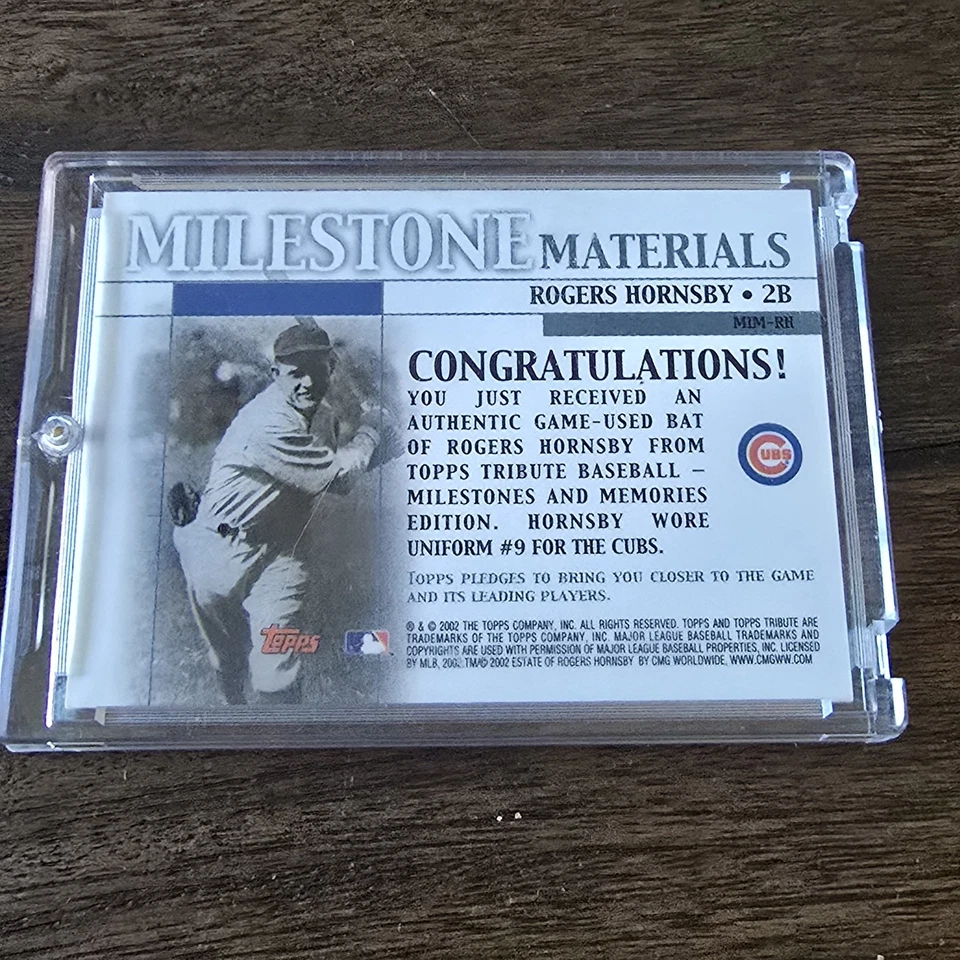 MILESTONE MATERIALS
ROGERS HORNSBY • 2B
MIM-RH
CONGRATULATIONS!
YOU JUST RECEIVED AN
AUTHENTIC GAME-USED BAT
OF ROGERS HORNSBY FROM
TOPPS TRIBUTE BASEBALL –
MILESTONES AND MEMORIES
EDITION. HORNSBY WORE
UNIFORM #9 FOR THE CUBS.
CUBS
TOPPS PLEDGES TO BRING YOU CLOSER TO THE GAME
AND ITS LEADING PLAYERS.
® & © 2002 THE TOPPS COMPANY, INC. ALL RIGHTS RESERVED. TOPPS AND TOPPS TRIBUTE ARE
TRADEMARKS OF THE TOPPS COMPANY, INC. MAJOR LEAGUE BASEBALL TRADEMARKS AND
COPYRIGHTS ARE USED WITH PERMISSION OF MAJOR LEAGUE BASEBALL PROPERTIES, INC. LICENSED
BY MLB, 2002. TM/© 2002 ESTATE OF ROGERS HORNSBY BY CMG WORLDWIDE, WWW.CMGWW.COM
topps